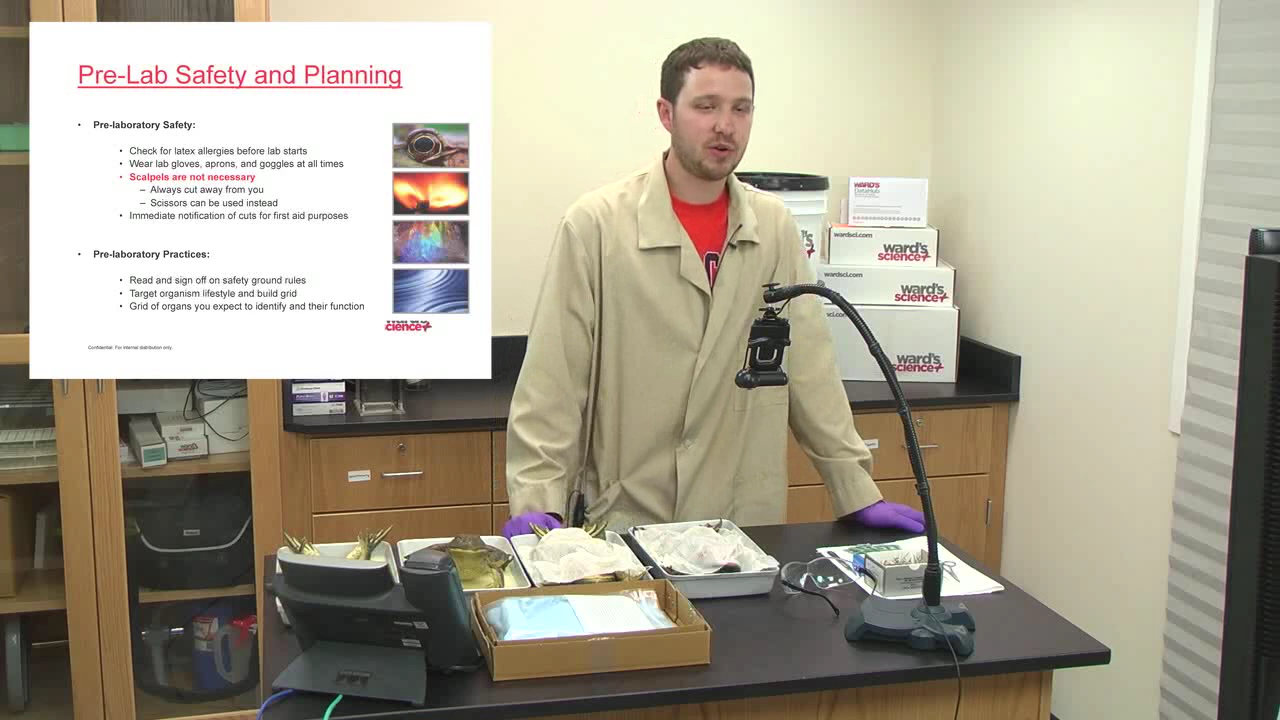 Pre-Lab Safety and Planning
• Pre-laboratory Safety:
• Check for latex allergies before lab starts
• Wear lab gloves, aprons, and goggles at all times
• Scalpels are not necessary
– Always cut away from you
– Scissors can be used instead
• Immediate notification of cuts for first aid purposes
• Pre-laboratory Practices:
• Read and sign off on safety ground rules
• Target organism lifestyle and build grid
• Grid of organs you expect to identify and their function
science+
Confidential. For internal distribution only.
WARD'S
DataHub
wardsci.com
ward's
science+
wardsci.com
ward's
science+
ward's
science+